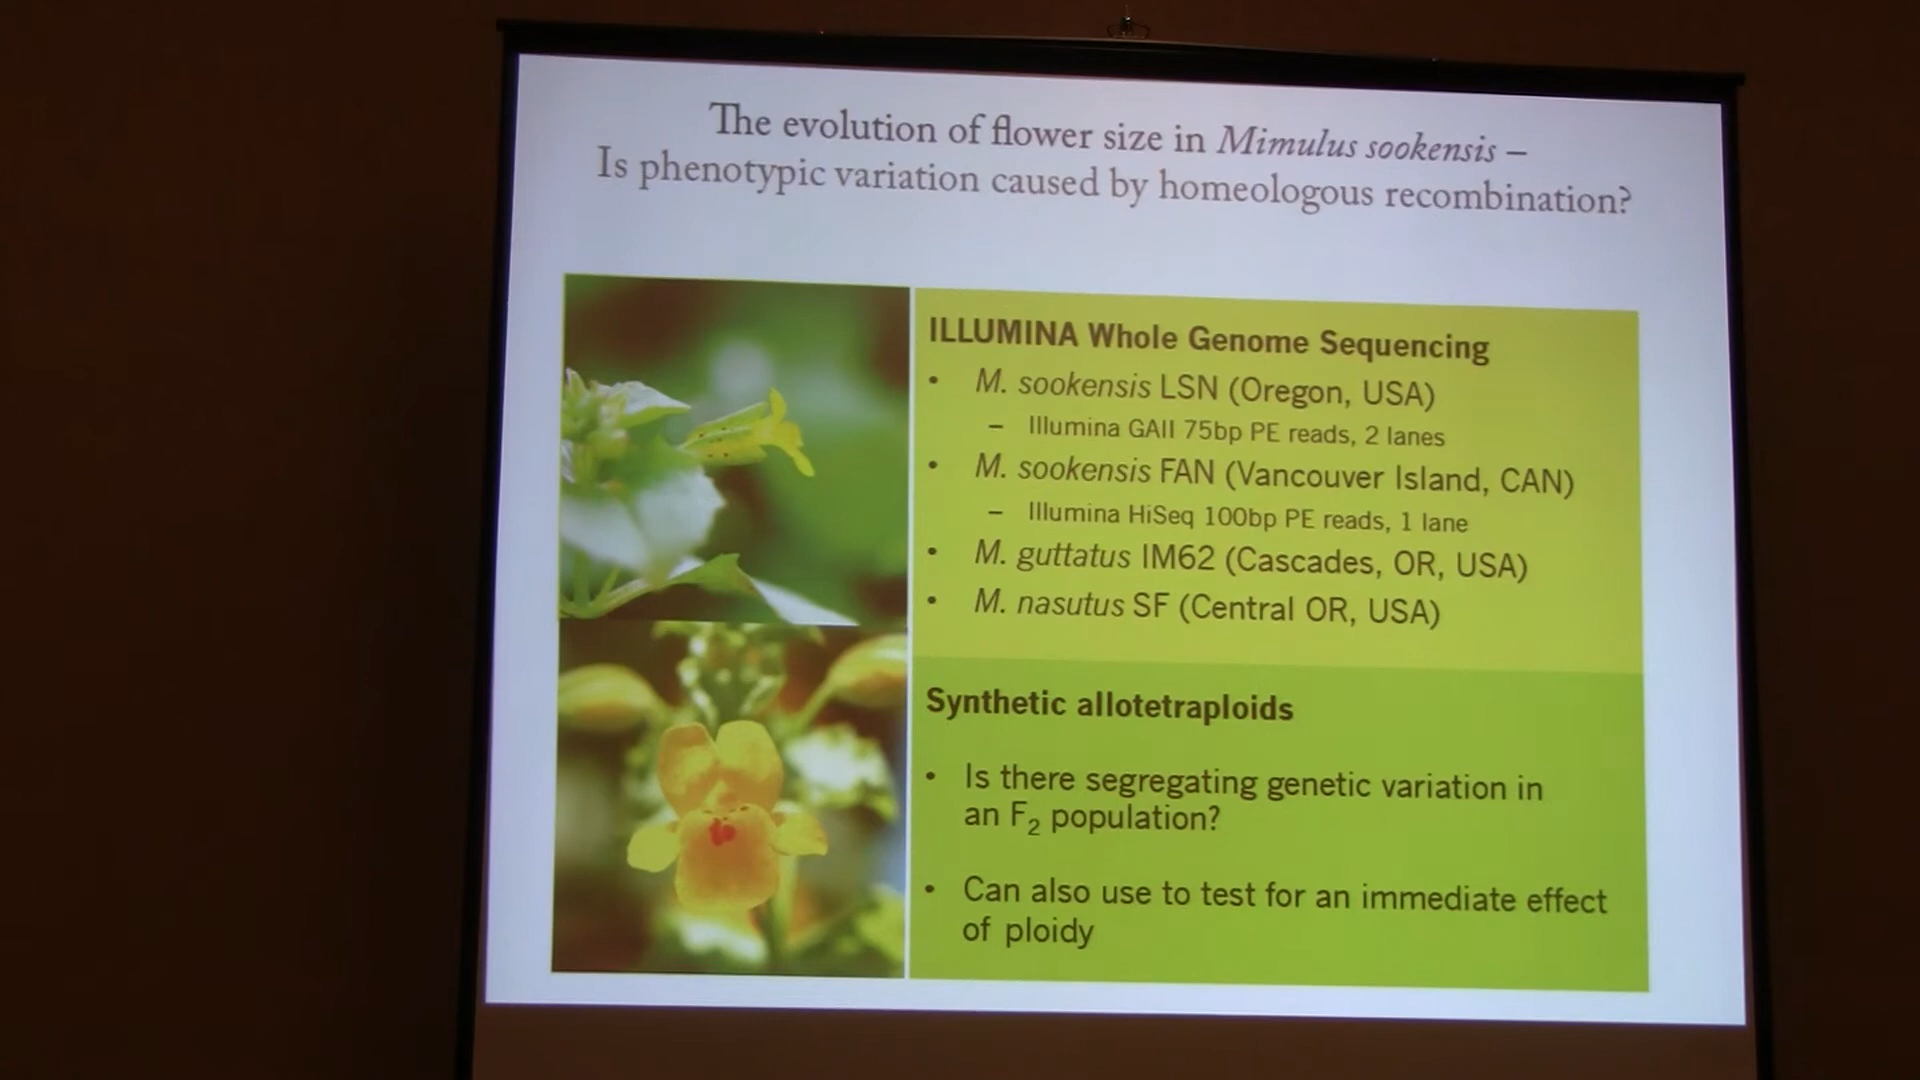 The evolution of flower size in Mimulus sookensis –
Is phenotypic variation caused by homeologous recombination?
ILLUMINA Whole Genome Sequencing
• M. sookensis LSN (Oregon, USA)
– Illumina GAII 75bp PE reads, 2 lanes
• M. sookensis FAN (Vancouver Island, CAN)
– Illumina HiSeq 100bp PE reads, 1 lane
• M. guttatus IM62 (Cascades, OR, USA)
• M. nasutus SF (Central OR, USA)
Synthetic allotetraploids
• Is there segregating genetic variation in
an F₂ population?
• Can also use to test for an immediate effect
of ploidy